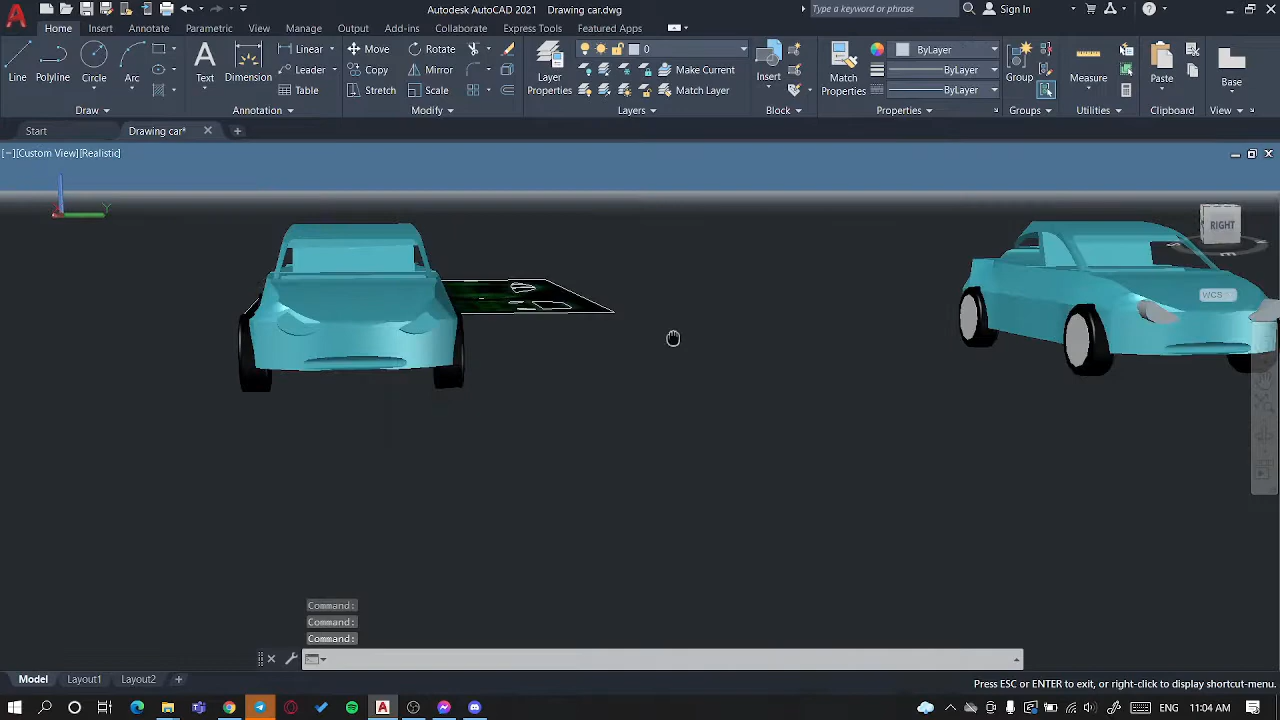 Autodesk AutoCAD 2021 Drawing car.dwg
Type a keyword or phrase
Sign In
Home Insert Annotate Parametric View Manage Output Add-ins Collaborate Express Tools Featured Apps
Line
Polyline
Circle
Arc
Text
Dimension
Linear
Leader
Table
Move
Rotate
Copy
Mirror
Stretch
Scale
Layer
Properties
0
Make Current
Match Layer
Insert
Match
Properties
ByLayer
ByLayer
ByLayer
Group
Measure
Paste
Base
Draw
Annotation
Modify
Layers
Block
Properties
Groups
Utilities
Clipboard
View
Start
Drawing car*
[−][Custom View][Realistic]
Y
RIGHT
WCS
Command:
Command:
Command:
Model Layout1 Layout2
Press ESC or ENTER to exit, or right-click to display shortcut-menu.
ENG 11:04 AM